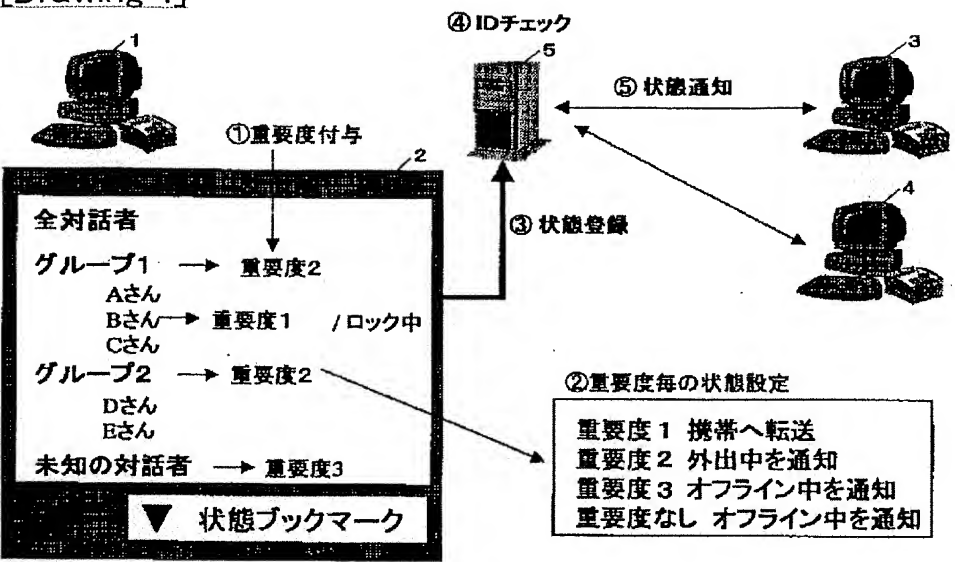 [Drawing 4]
④IDチェック
1
5
3
⑤状態通知
①重要度付与
2
4
全対話者
③状態登録
グループ1 → 重要度2
Aさん
Bさん→ 重要度1 /ロック中
Cさん
グループ2 → 重要度2
Dさん
Eさん
未知の対話者 → 重要度3
▼ 状態ブックマーク
②重要度毎の状態設定
重要度1 携帯へ転送
重要度2 外出中を通知
重要度3 オフライン中を通知
重要度なし オフライン中を通知